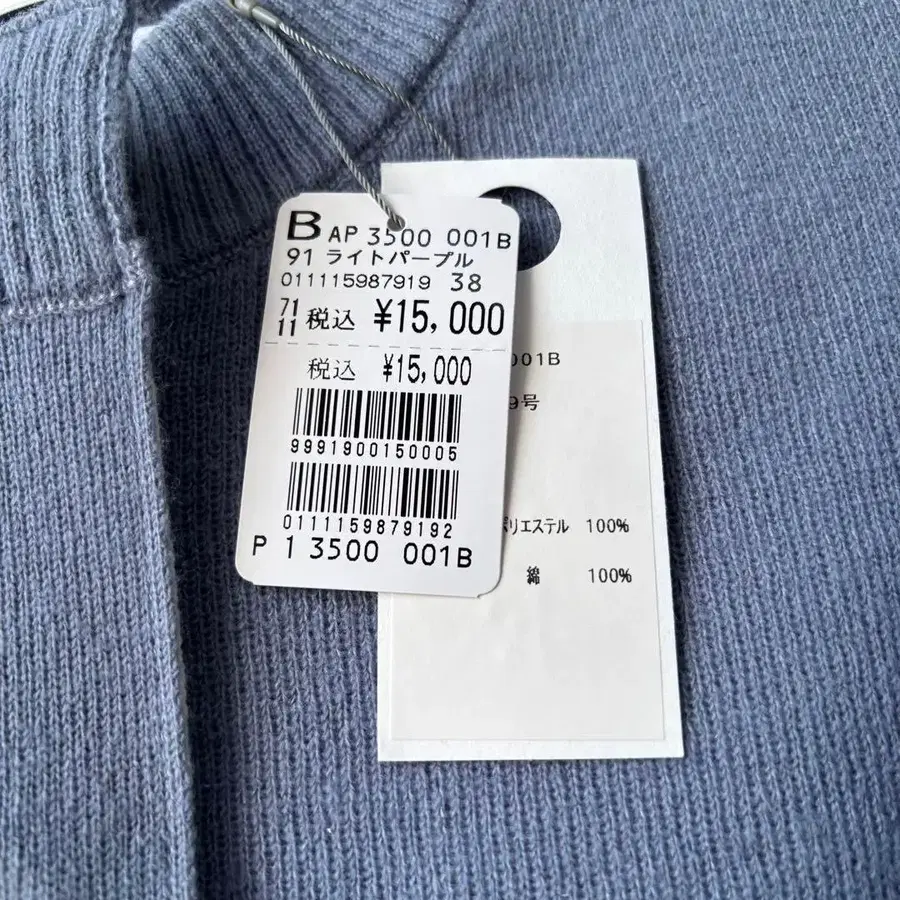 B AP 3500 001B
91 ライトパープル
011115987919 38
71
11 税込 ¥15,000
税込 ¥15,000
9991900150005
0111159879192
P 1 3500 001B
001B
9号
ポリエステル 100%
綿 100%